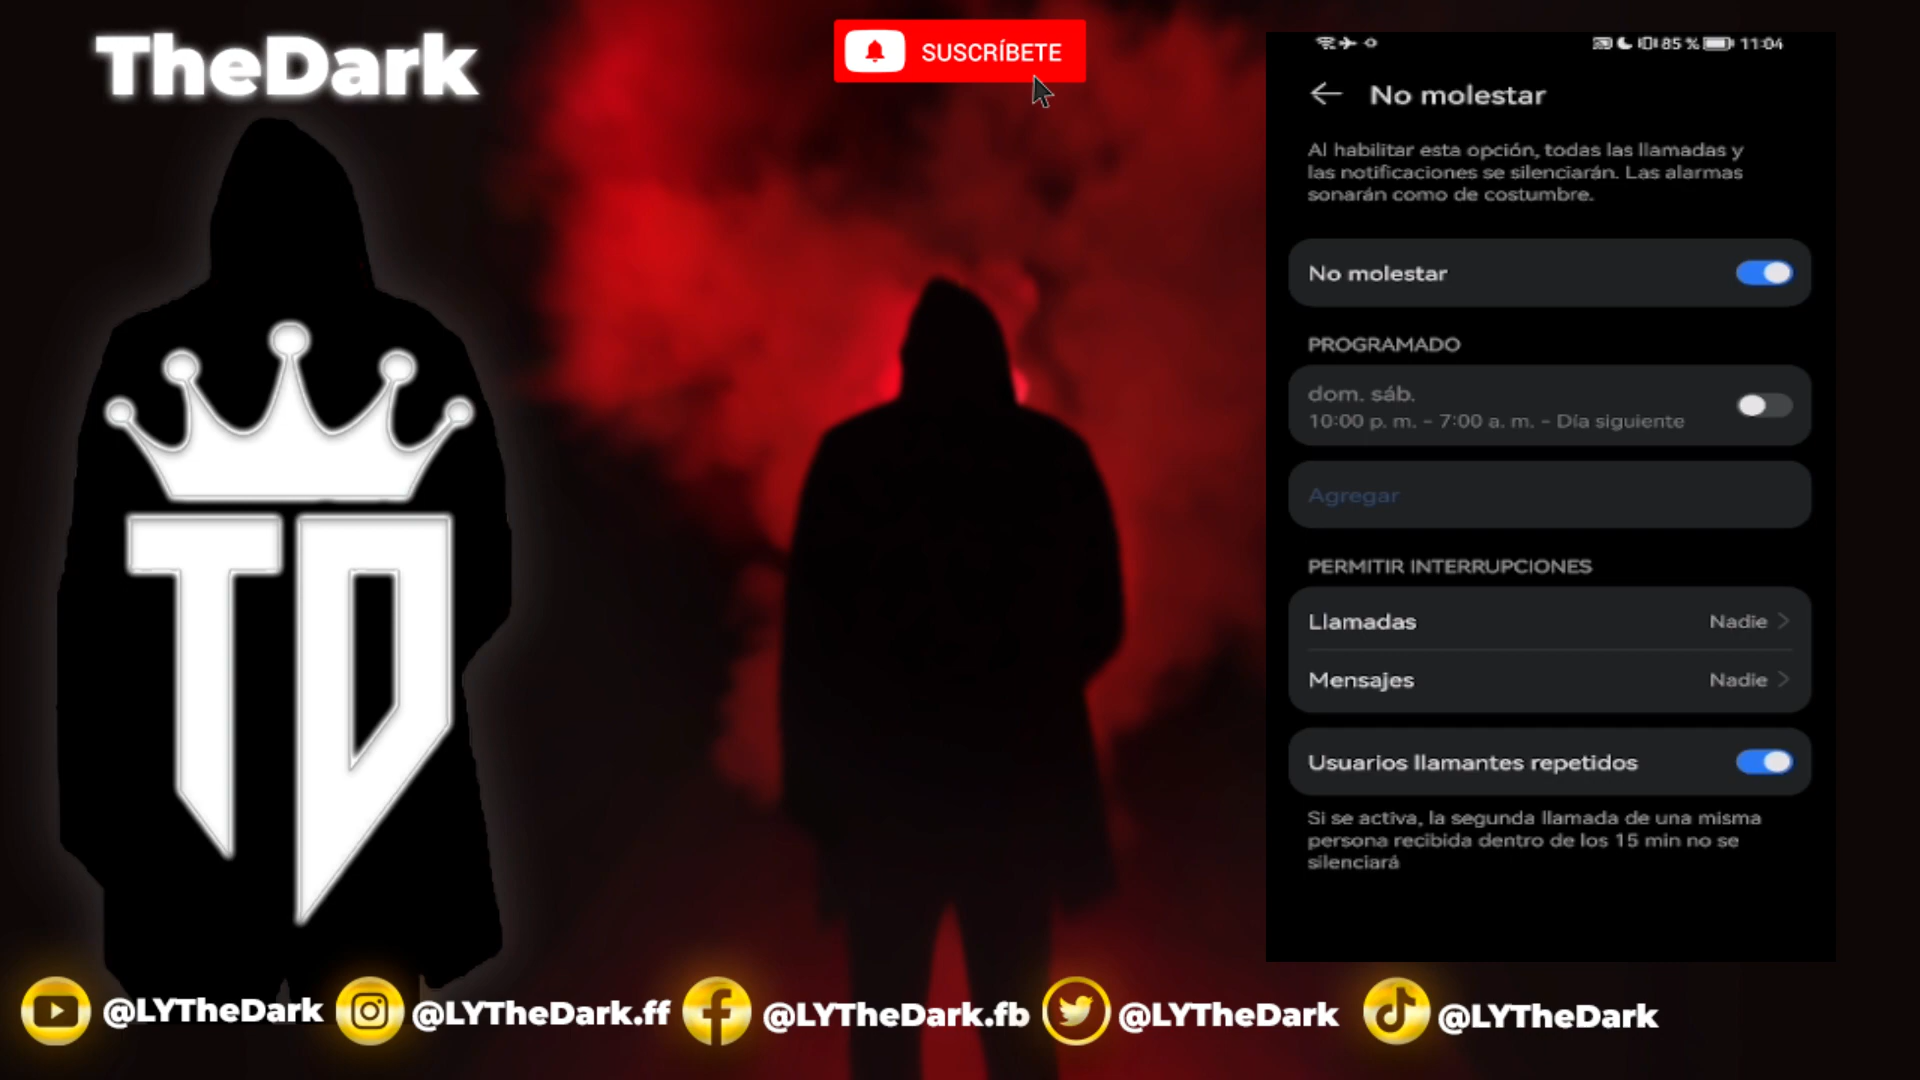 TheDark
SUSCRÍBETE
TD
85 % 11:04
No molestar
Al habilitar esta opción, todas las llamadas y
las notificaciones se silenciarán. Las alarmas
sonarán como de costumbre.
No molestar
PROGRAMADO
dom. sáb.
10:00 p. m. - 7:00 a. m. - Día siguiente
Agregar
PERMITIR INTERRUPCIONES
Llamadas Nadie
Mensajes Nadie
Usuarios llamantes repetidos
Si se activa, la segunda llamada de una misma
persona recibida dentro de los 15 min no se
silenciará
@LYTheDark @LYTheDark.ff @LYTheDark.fb @LYTheDark @LYTheDark